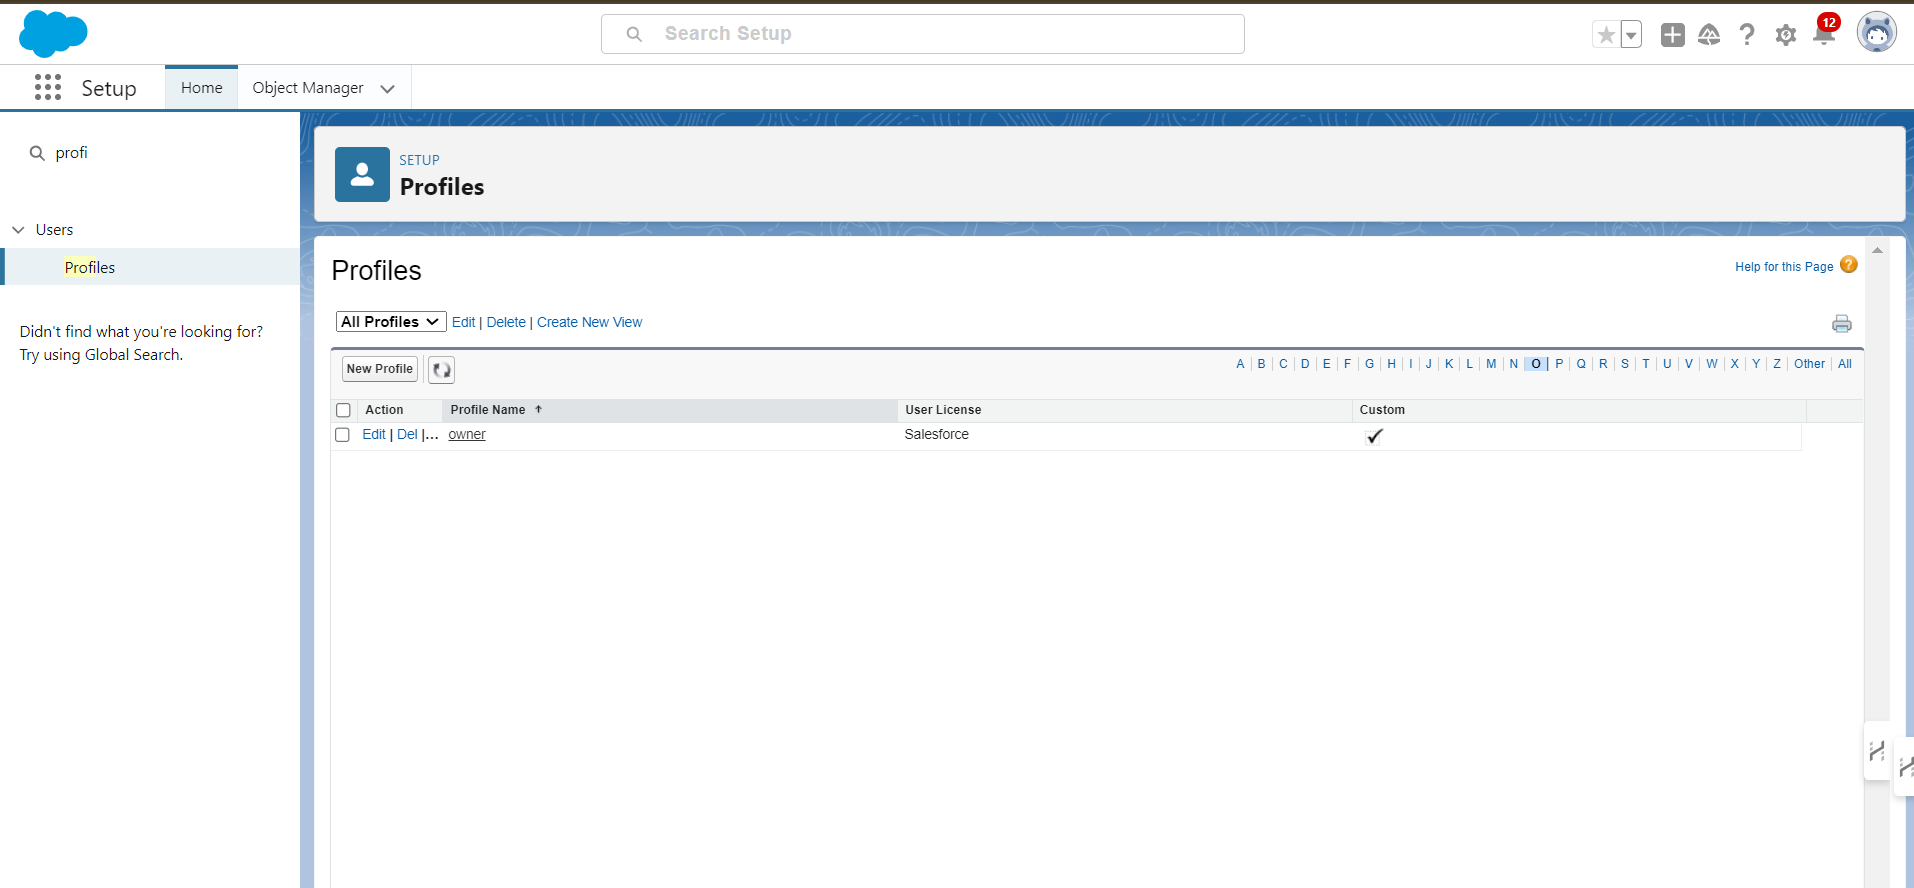 Search Setup
12
Setup
Home
Object Manager
profi
Users
Profiles
Didn't find what you're looking for?
Try using Global Search.
SETUP
Profiles
Profiles
Help for this Page ?
All Profiles Edit | Delete | Create New View
New Profile
A | B | C | D | E | F | G | H | I | J | K | L | M | N | O | P | Q | R | S | T | U | V | W | X | Y | Z | Other | All
Action Profile Name User License Custom
Edit | Del |... owner Salesforce